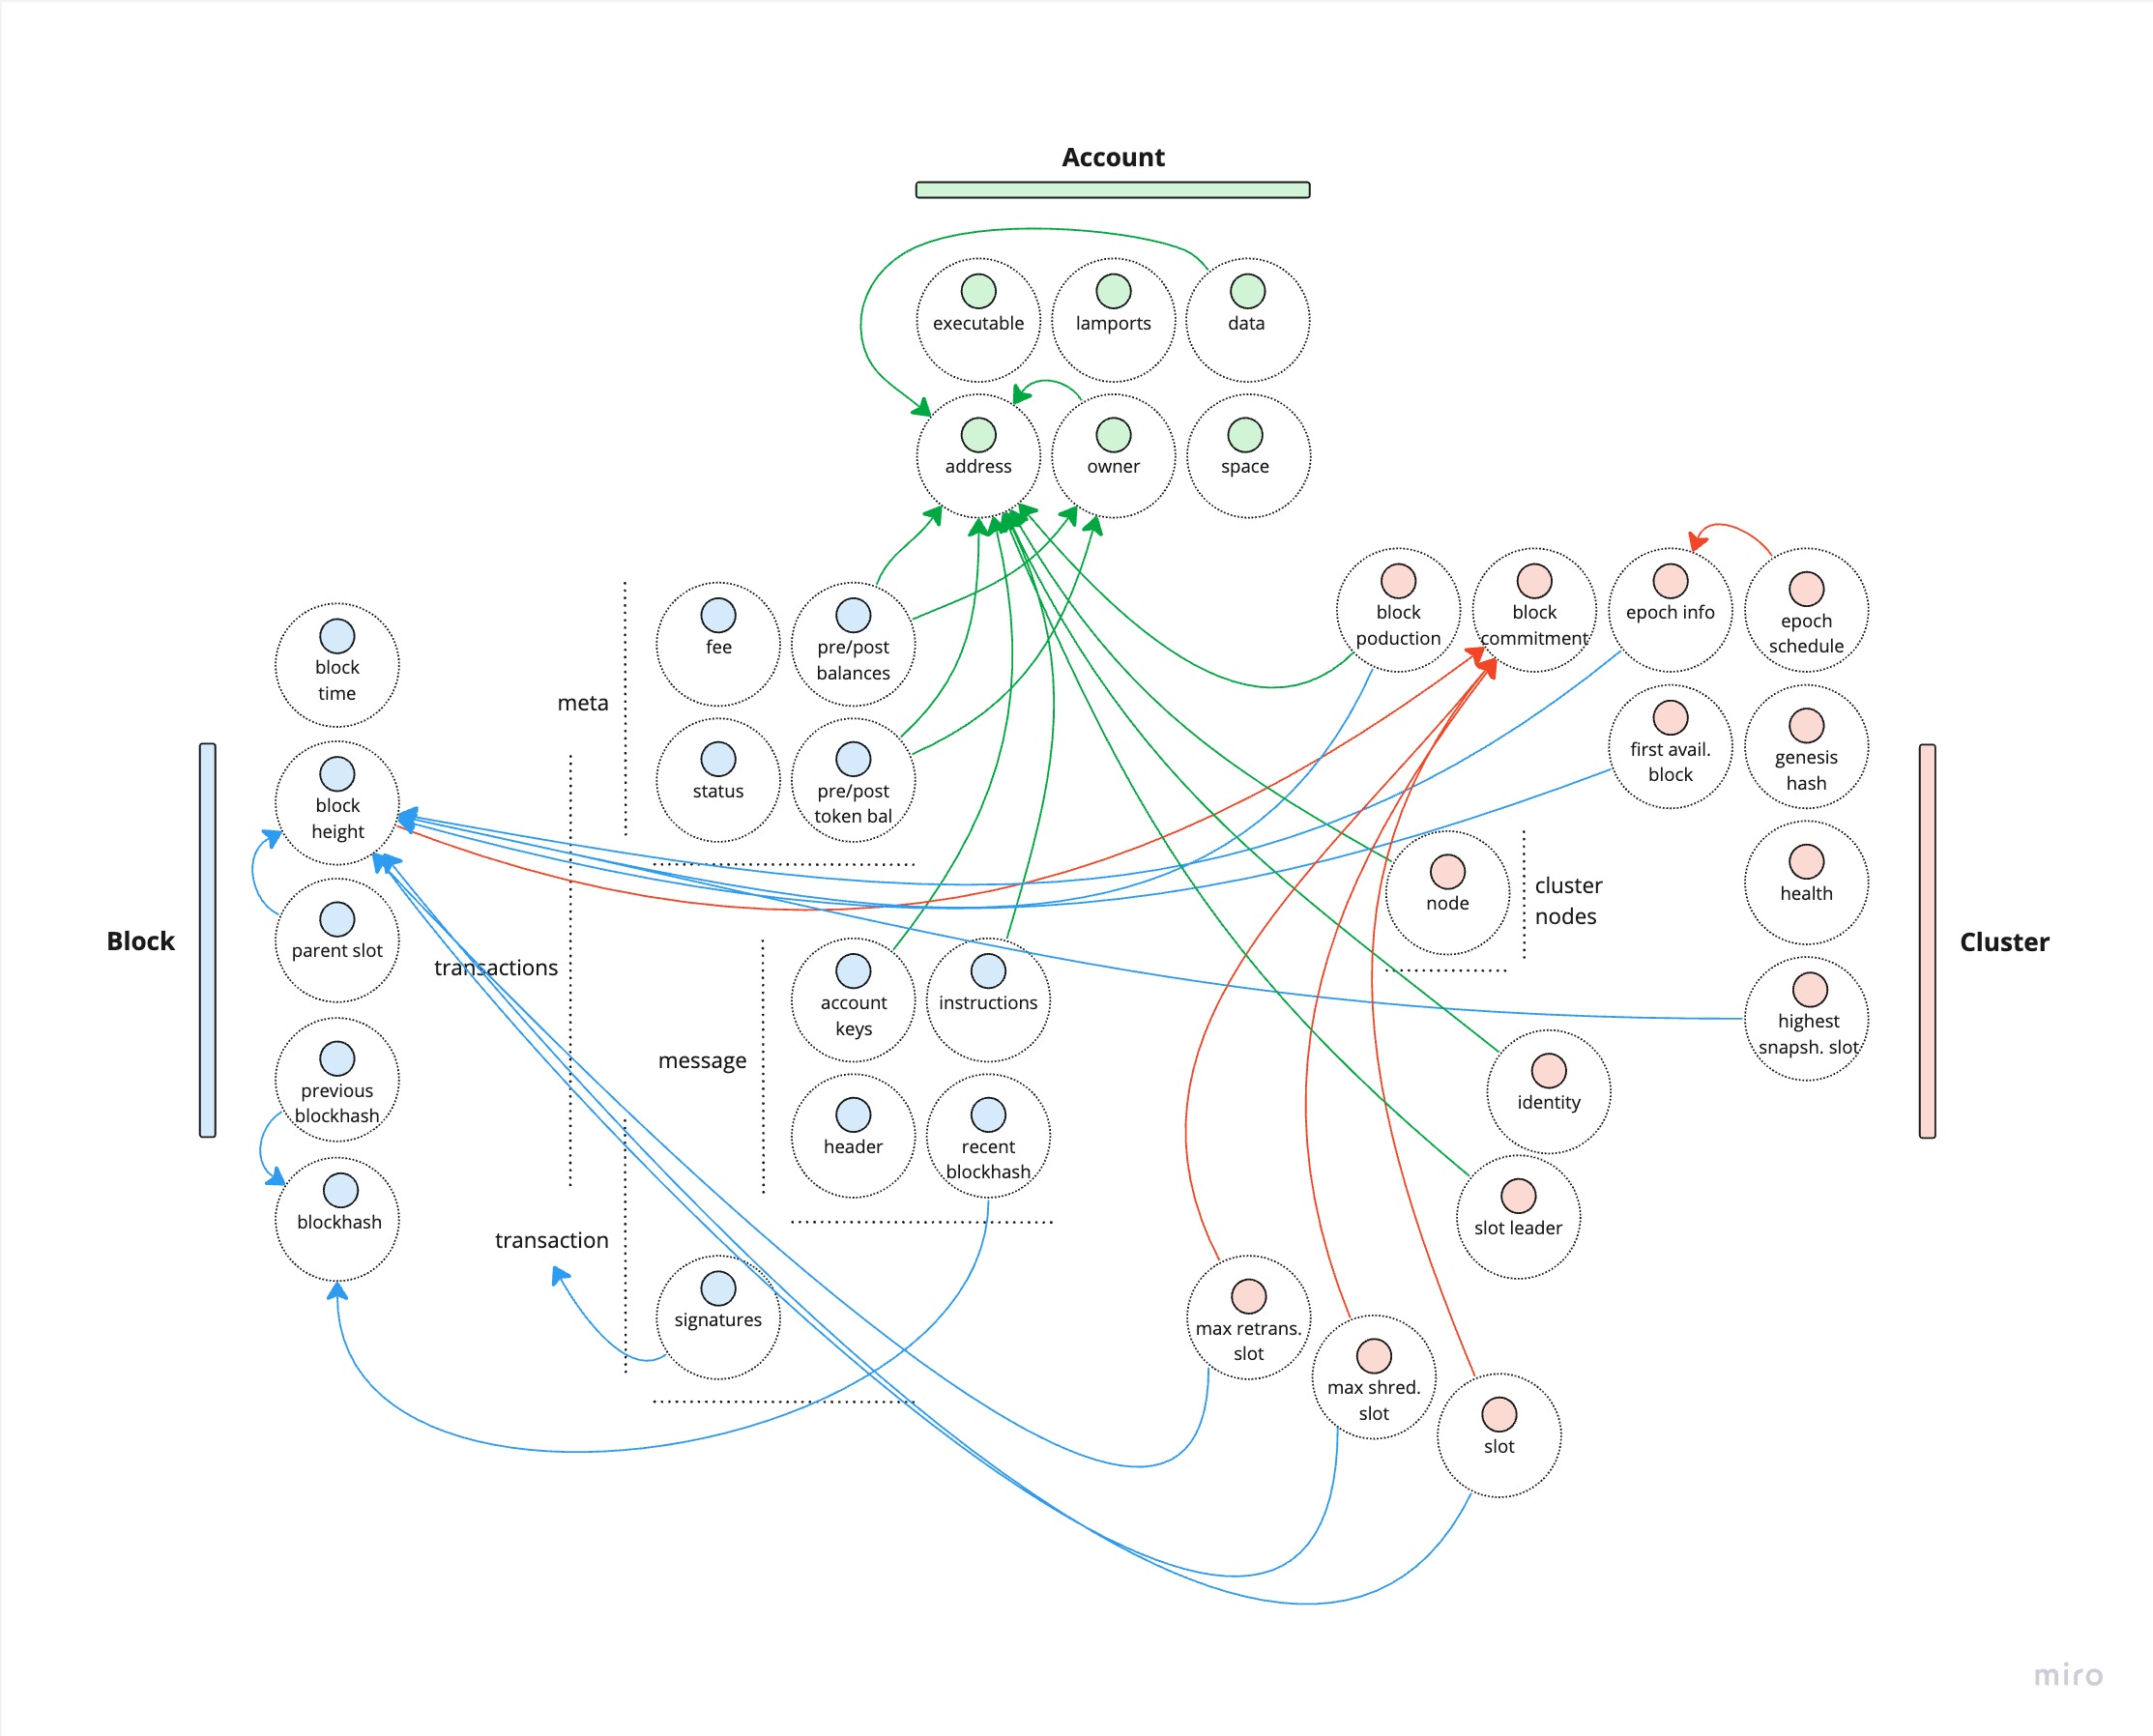 Account
executable
lamports
data
address
owner
space
block
poduction
block
commitment
epoch info
epoch
schedule
fee
pre/post
balances
block
time
meta
status
pre/post
token bal
first avail.
block
genesis
hash
block
height
node
cluster
nodes
health
Block
parent slot
transactions
Cluster
account
keys
instructions
highest
snapsh. slot
message
previous
blockhash
header
recent
blockhash
identity
blockhash
transaction
slot leader
signatures
max retrans.
slot
max shred.
slot
slot
miro